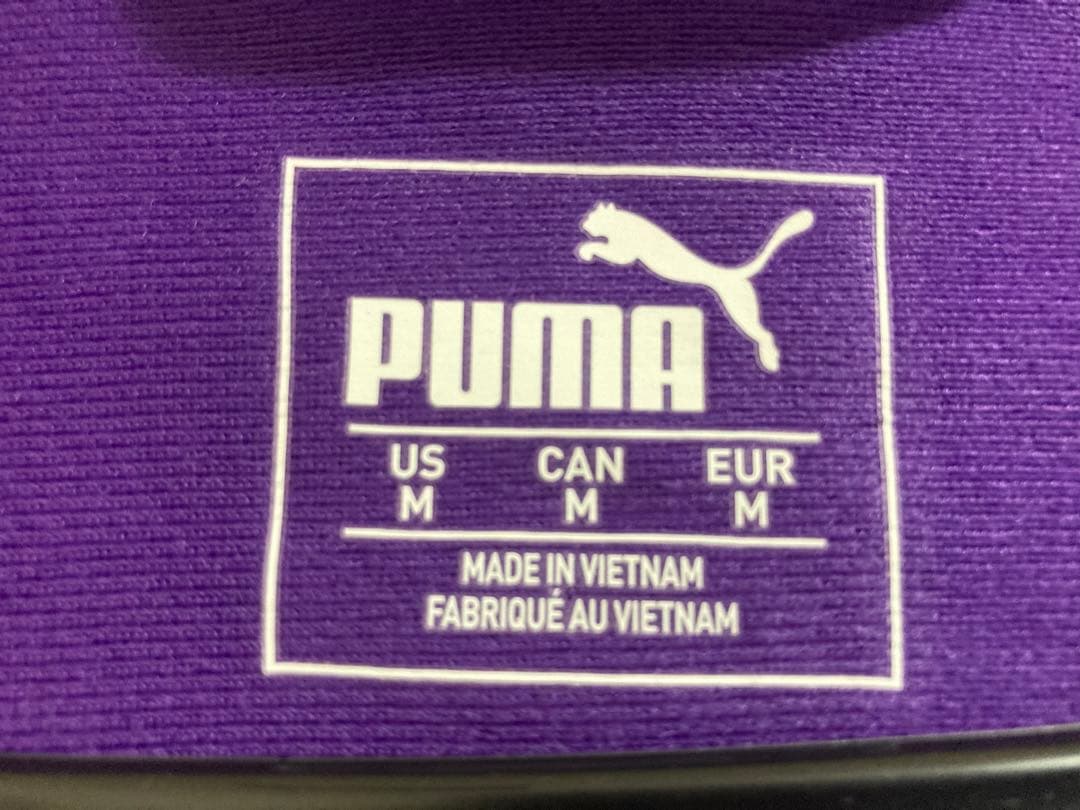 PUMA
US CAN EUR
M M M
MADE IN VIETNAM
FABRIQUÉ AU VIETNAM